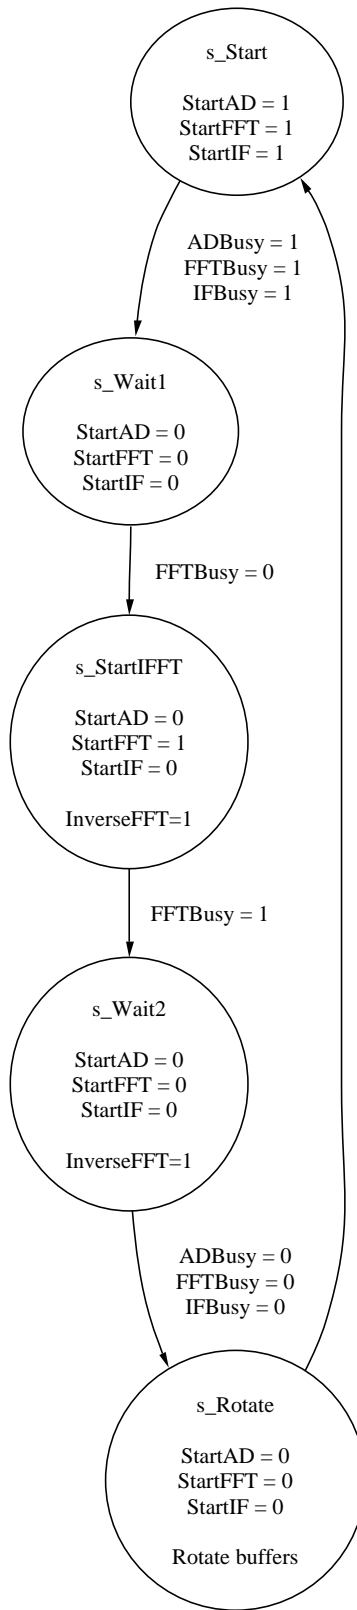 s_Start
StartAD = 1
StartFFT = 1
StartIF = 1
ADBusy = 1
FFTBusy = 1
IFBusy = 1
s_Wait1
StartAD = 0
StartFFT = 0
StartIF = 0
FFTBusy = 0
s_StartIFFT
StartAD = 0
StartFFT = 1
StartIF = 0
InverseFFT=1
FFTBusy = 1
s_Wait2
StartAD = 0
StartFFT = 0
StartIF = 0
InverseFFT=1
ADBusy = 0
FFTBusy = 0
IFBusy = 0
s_Rotate
StartAD = 0
StartFFT = 0
StartIF = 0
Rotate buffers